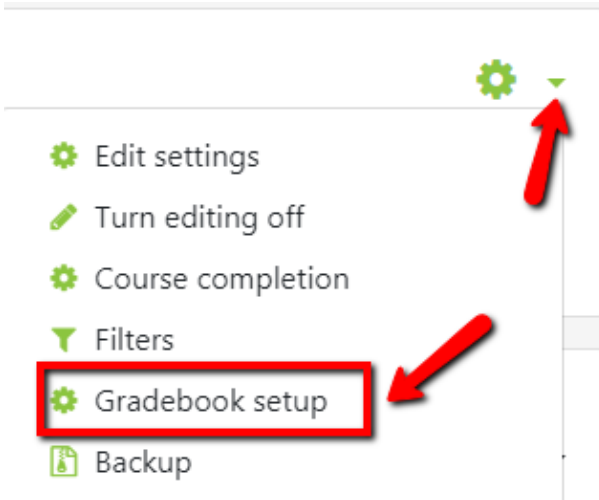 Edit settings
Turn editing off
Course completion
Filters
Gradebook setup
Backup